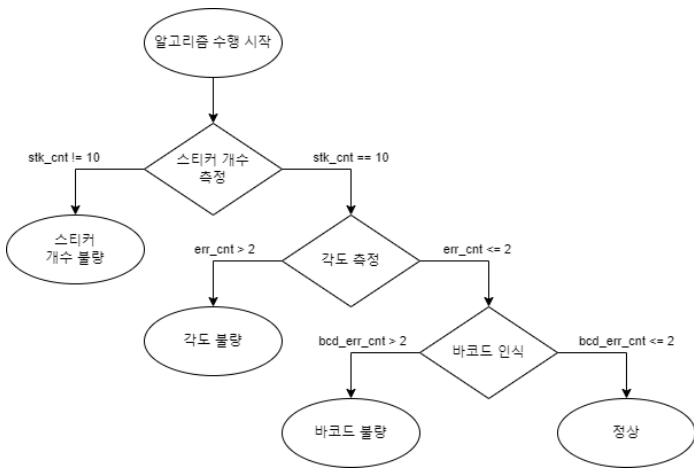 알고리즘 수행 시작
stk_cnt != 10
스티커 개수
측정
stk_cnt == 10
스티커
개수 불량
err_cnt > 2
각도 측정
err_cnt <= 2
각도 불량
bcd_err_cnt > 2
바코드 인식
bcd_err_cnt <= 2
바코드 불량
정상